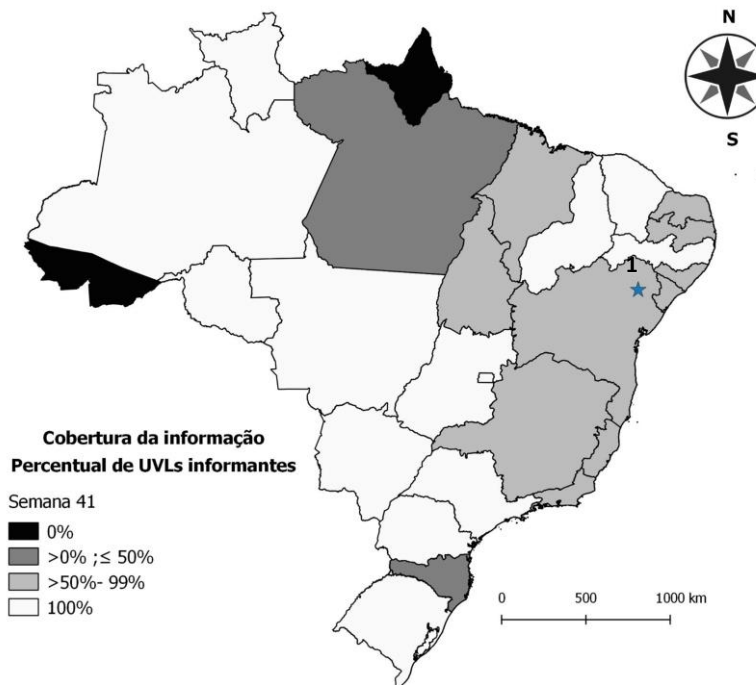 N
S
1
Cobertura da informação
Percentual de UVLs informantes
Semana 41
0%
>0% ;≤ 50%
>50%- 99%
100%
0 500 1000 km